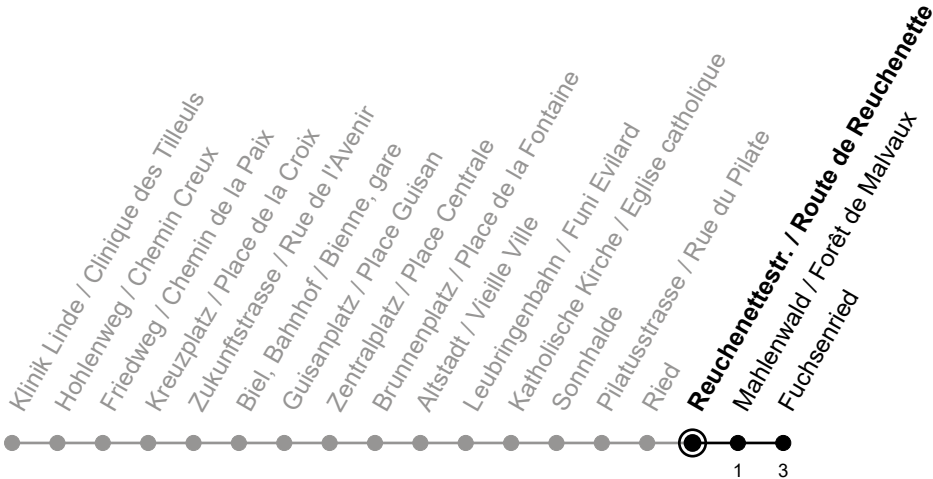 Klinik Linde / Clinique des Tilleuls
Hohlenweg / Chemin Creux
Friedweg / Chemin de la Paix
Kreuzplatz / Place de la Croix
Zukunftstrasse / Rue de l'Avenir
Biel, Bahnhof / Bienne, gare
Guisanplatz / Place Guisan
Zentralplatz / Place Centrale
Brunnenplatz / Place de la Fontaine
Altstadt / Vieille Ville
Leubringenbahn / Funi Evilard
Katholische Kirche / Eglise catholique
Sonnhalde
Pilatusstrasse / Rue du Pilate
Ried
Reuchenettestr. / Route de Reuchenette
Mahlenwald / Forêt de Malvaux
Fuchsenried
1 3